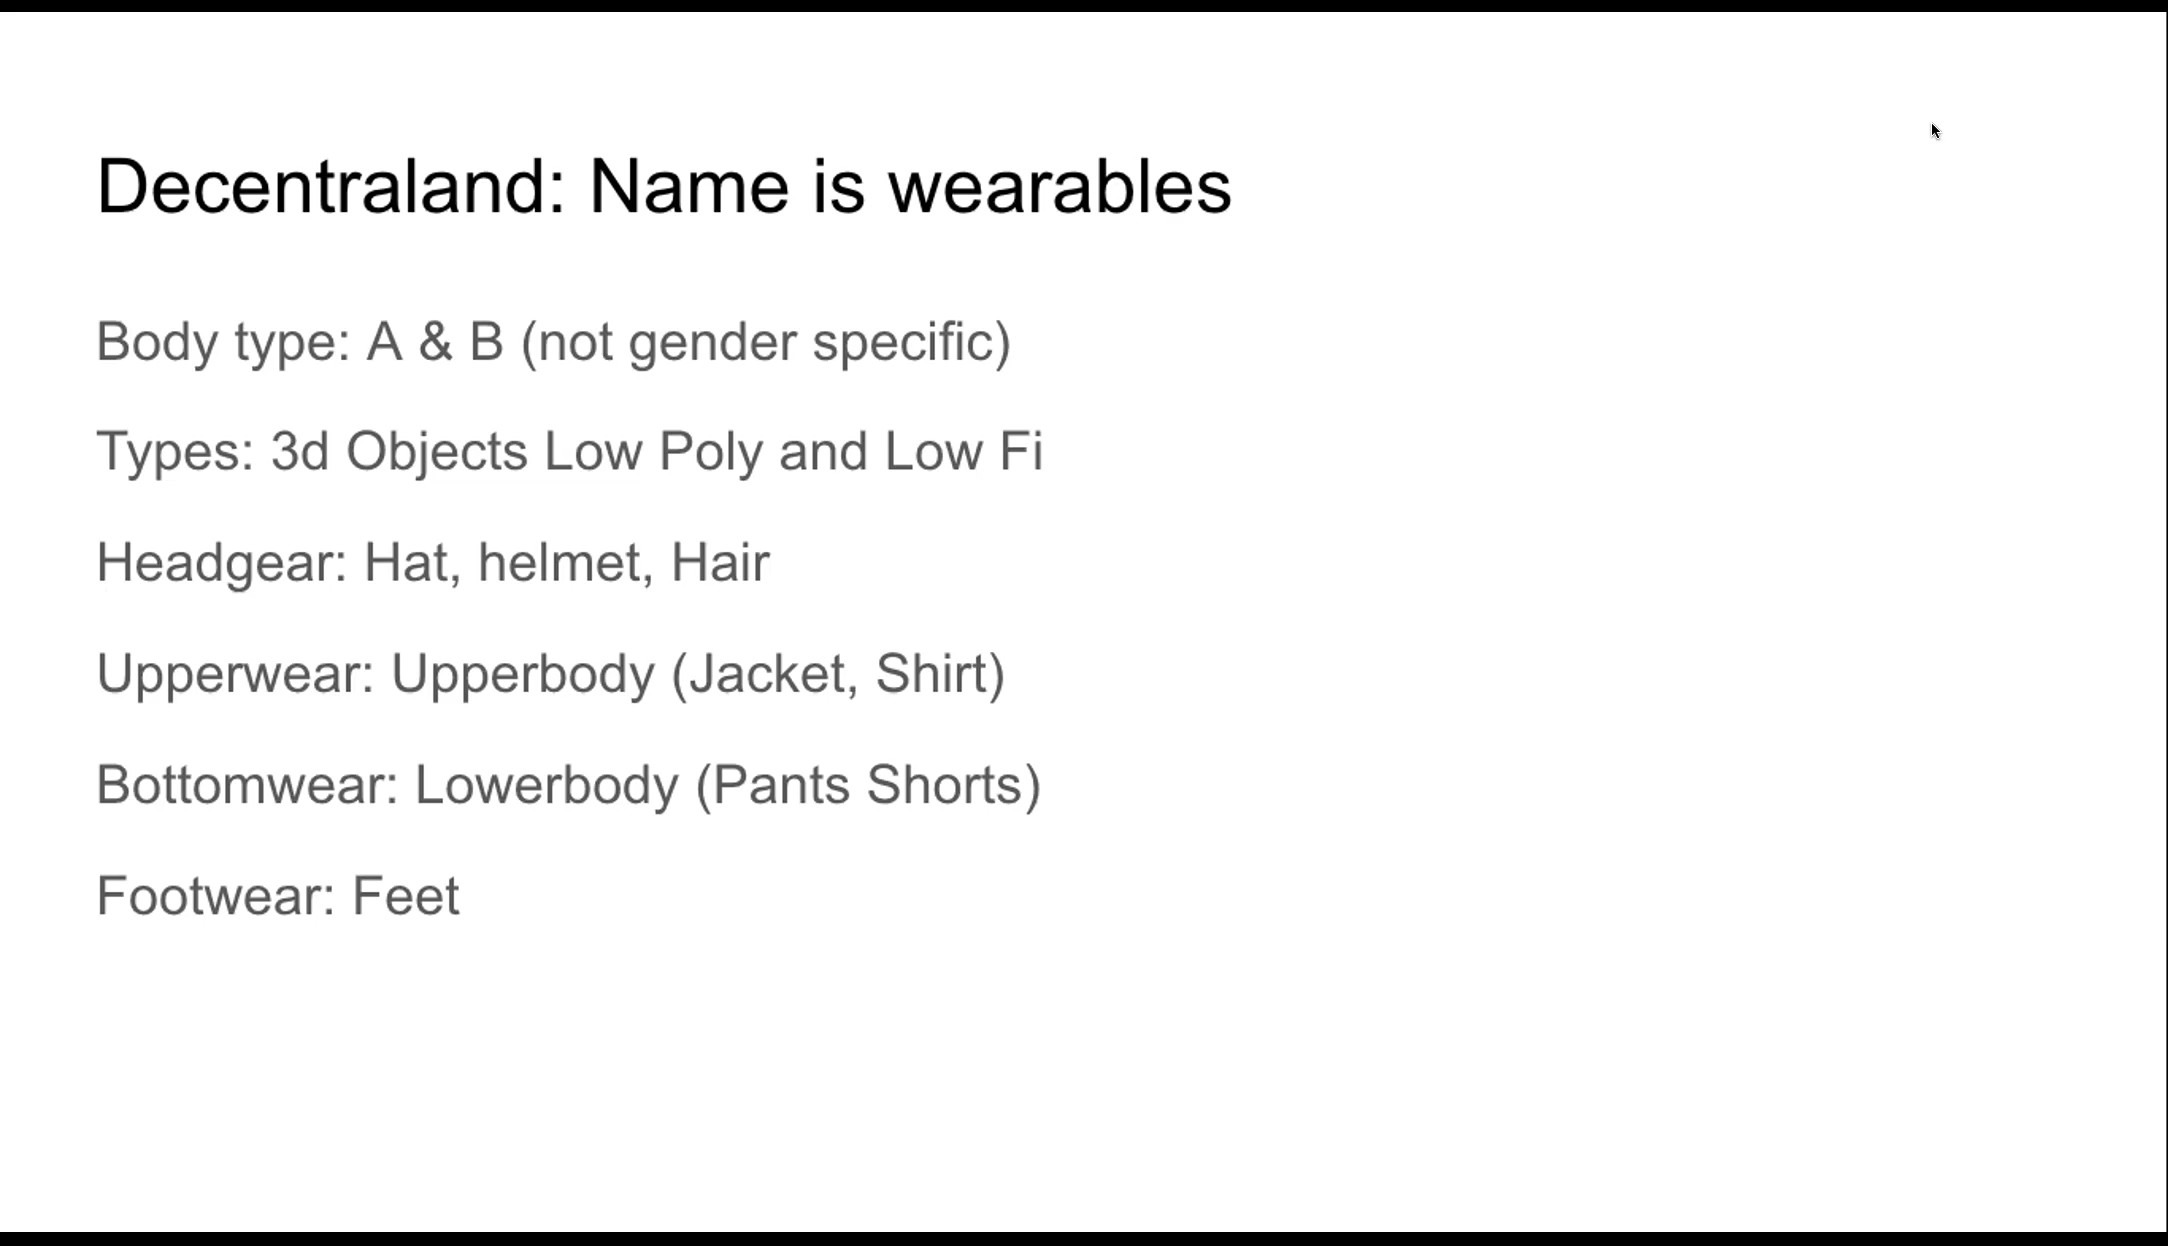 Decentraland: Name is wearables
Body type: A & B (not gender specific)
Types: 3d Objects Low Poly and Low Fi
Headgear: Hat, helmet, Hair
Upperwear: Upperbody (Jacket, Shirt)
Bottomwear: Lowerbody (Pants Shorts)
Footwear: Feet